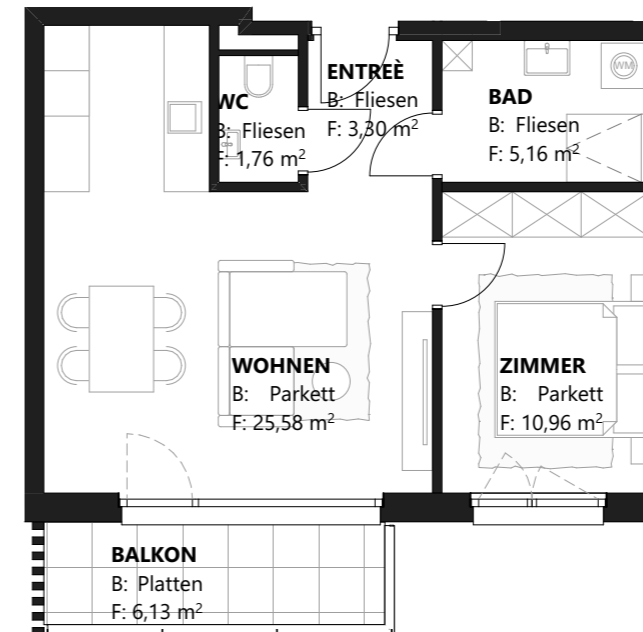 ENTREÈ
B: Fliesen
F: 3,30 m²
WC
B: Fliesen
F: 1,76 m²
BAD
B: Fliesen
F: 5,16 m²
WM
WOHNEN
B: Parkett
F: 25,58 m²
ZIMMER
B: Parkett
F: 10,96 m²
BALKON
B: Platten
F: 6,13 m²